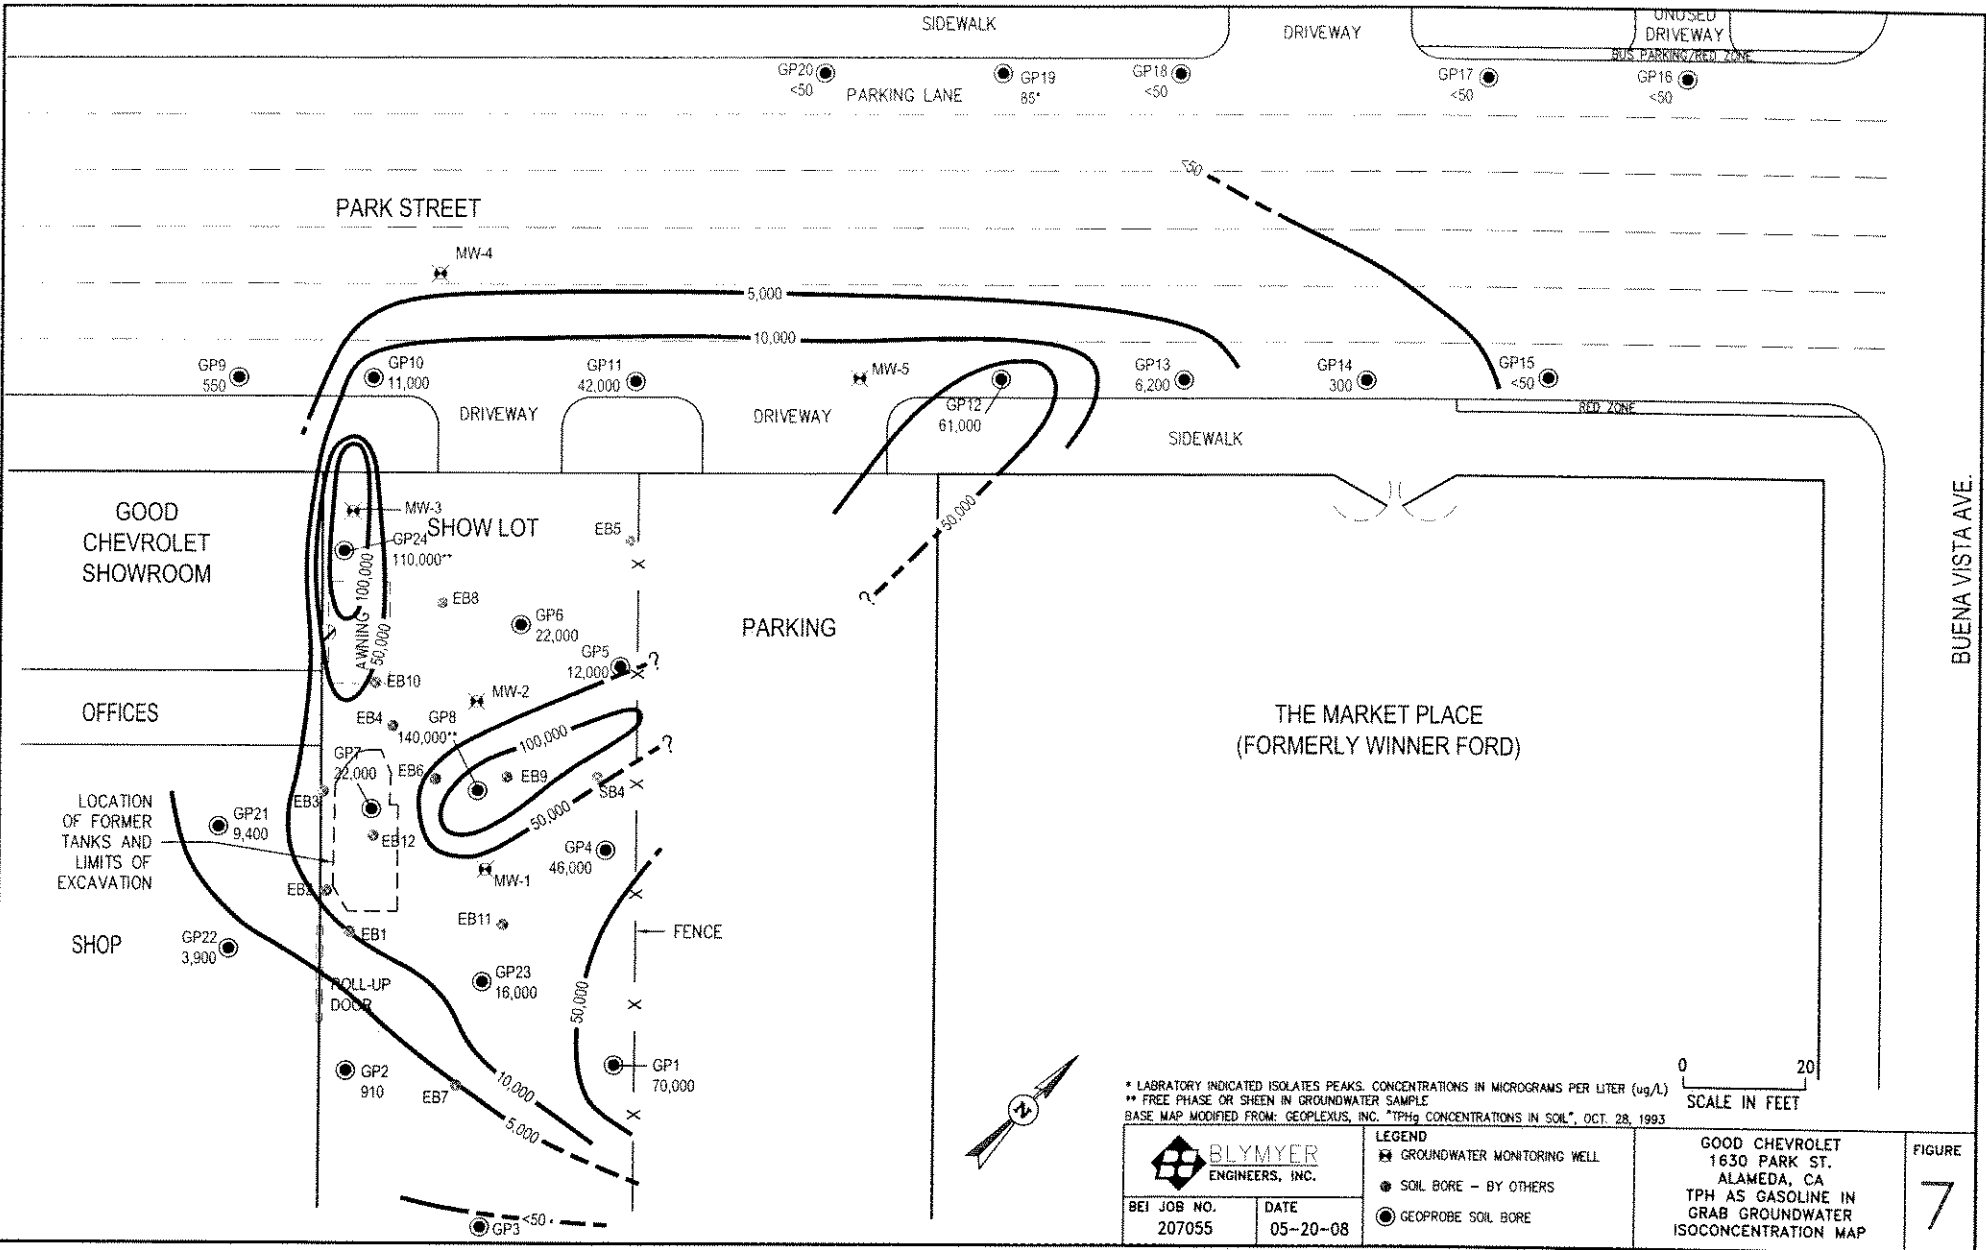 SIDEWALK
DRIVEWAY
UNUSED
DRIVEWAY
BUS PARKING/RED ZONE
GP20
<50
PARKING LANE
GP19
85*
GP18
<50
GP17
<50
GP16
<50
<50
PARK STREET
MW-4
5,000
10,000
GP9
550
GP10
11,000
GP11
42,000
MW-5
GP12
61,000
GP13
6,200
GP14
300
GP15
<50
RED ZONE
DRIVEWAY
DRIVEWAY
SIDEWALK
GOOD
CHEVROLET
SHOWROOM
MW-3
SHOW LOT
GP24
110,000**
EB5
50,000
?
AWNING
100,000
50,000
EB8
GP6
22,000
GP5
12,000
?
PARKING
BUENA VISTA AVE.
EB10
OFFICES
MW-2
EB4
GP8
140,000**
100,000
?
GP7
22,000
EB6
EB9
SB4
EB3
50,000
THE MARKET PLACE
(FORMERLY WINNER FORD)
LOCATION
OF FORMER
TANKS AND
LIMITS OF
EXCAVATION
GP21
9,400
EB12
GP4
46,000
MW-1
EB2
EB11
EB1
FENCE
SHOP
GP22
3,900
ROLL-UP
DOOR
GP23
16,000
50,000
GP2
910
EB7
10,000
5,000
GP1
70,000
<50
GP3
N
0 20
SCALE IN FEET
* LABRATORY INDICATED ISOLATES PEAKS. CONCENTRATIONS IN MICROGRAMS PER LITER (ug/L)
** FREE PHASE OR SHEEN IN GROUNDWATER SAMPLE
BASE MAP MODIFIED FROM: GEOPLEXUS, INC. "TPHg CONCENTRATIONS IN SOIL", OCT. 28, 1993
BLYMYER
ENGINEERS, INC.
BEI JOB NO.
207055
DATE
05-20-08
LEGEND
GROUNDWATER MONITORING WELL
SOIL BORE - BY OTHERS
GEOPROBE SOIL BORE
GOOD CHEVROLET
1630 PARK ST.
ALAMEDA, CA
TPH AS GASOLINE IN
GRAB GROUNDWATER
ISOCONCENTRATION MAP
FIGURE
7